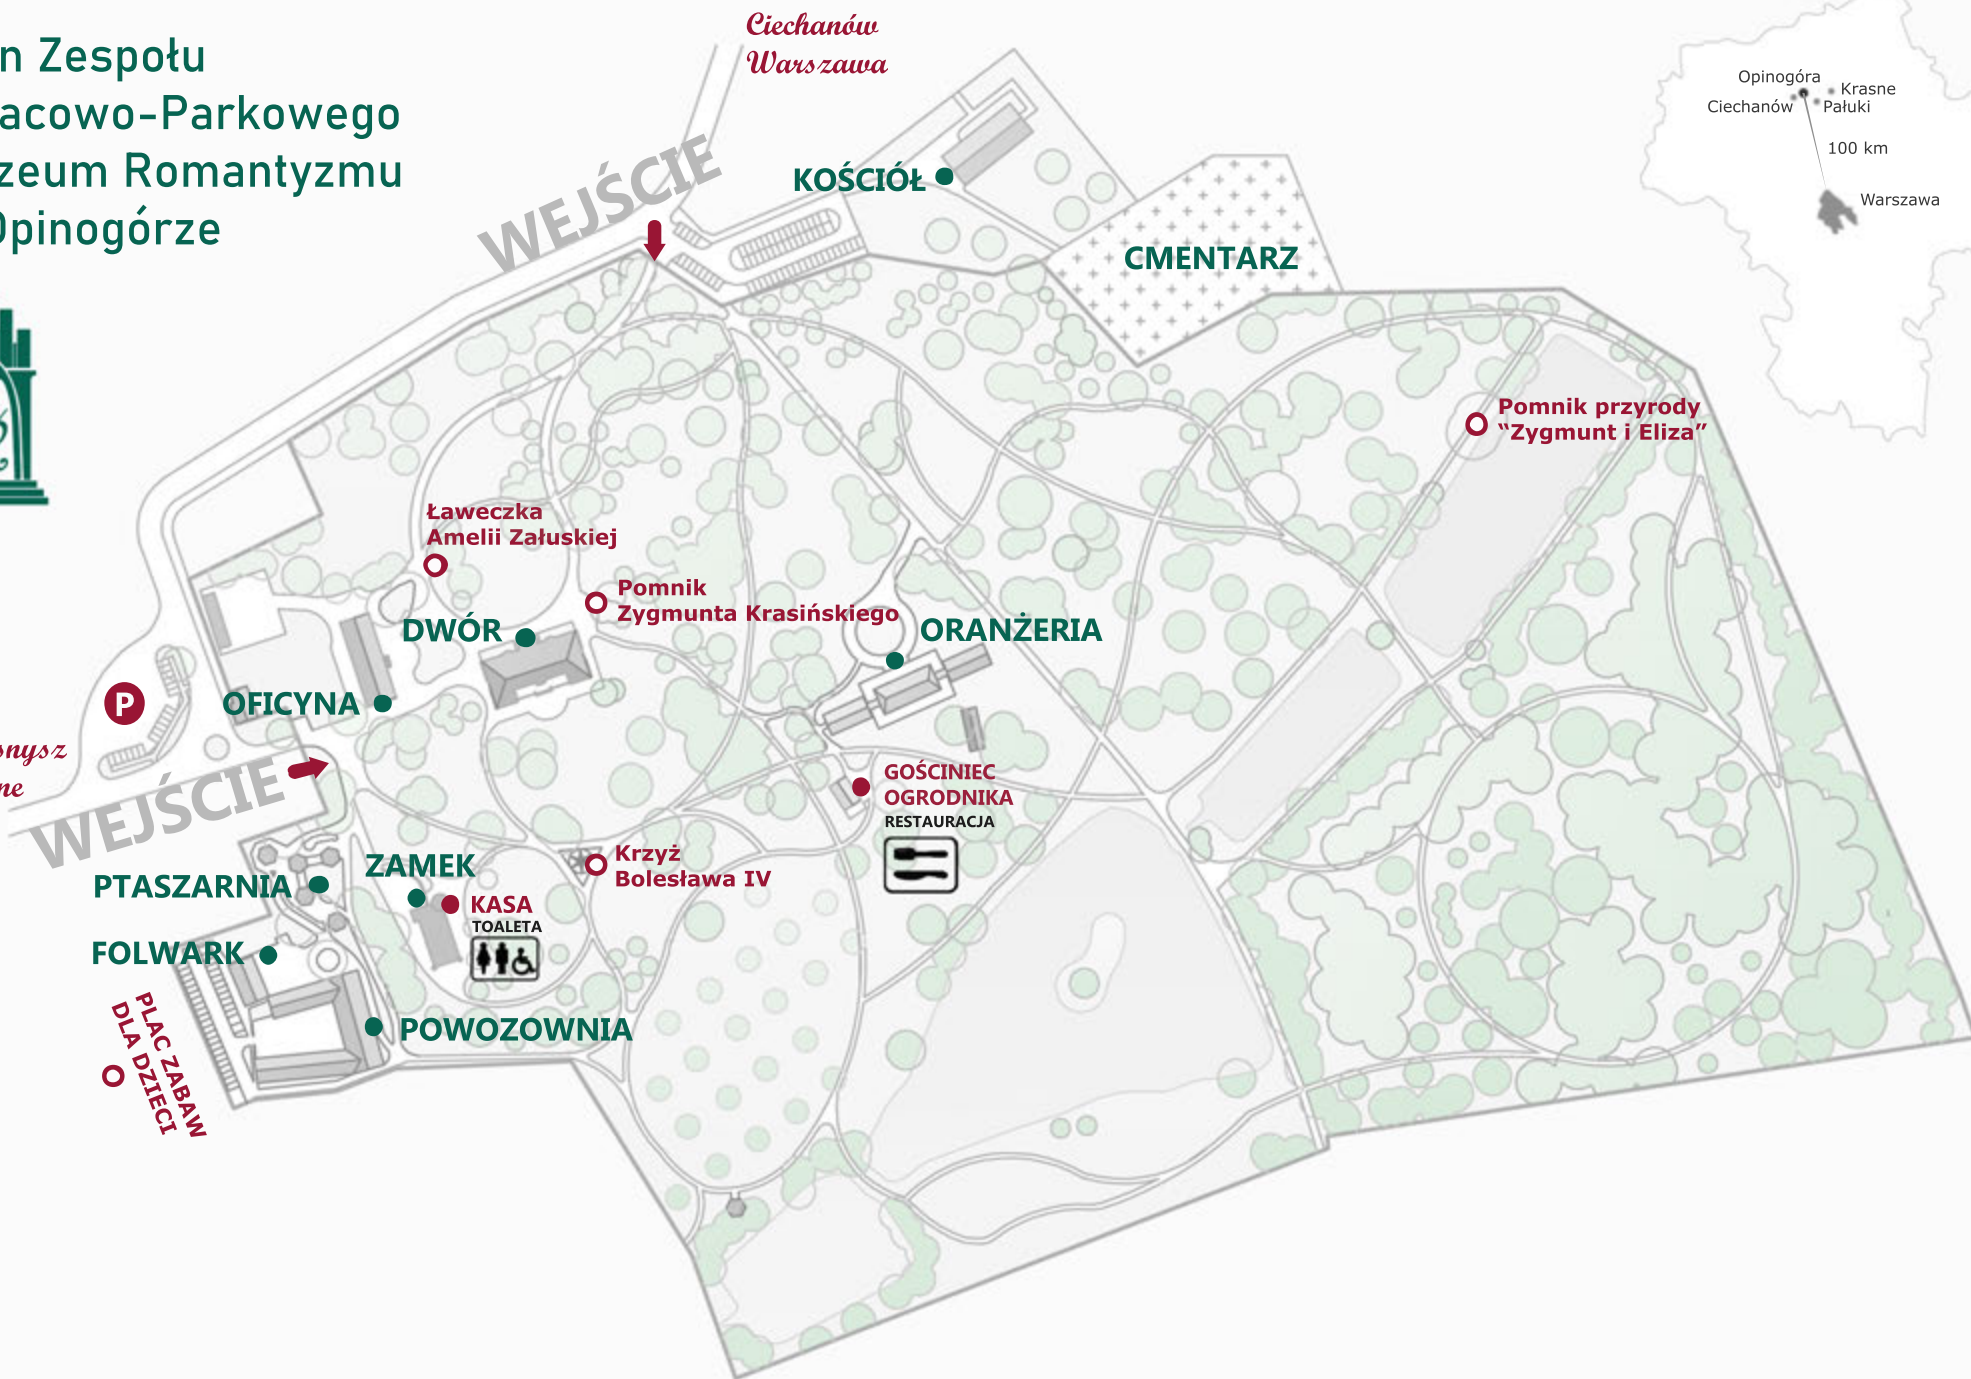 n Zespołu
acowo-Parkowego
zeum Romantyzmu
Opinogórze
Ciechanów
Warszawa
Opinogóra
Krasne
Ciechanów
Pałuki
100 km
Warszawa
WEJŚCIE
KOŚCIÓŁ
CMENTARZ
Pomnik przyrody
“Zygmunt i Eliza”
Ławeczka
Amelii Załuskiej
Pomnik
Zygmunta Krasińskiego
DWÓR
ORANŻERIA
OFICYNA
P
snysz
ne
WEJŚCIE
GOŚCINIEC
OGRODNIKA
RESTAURACJA
Krzyż
Bolesława IV
ZAMEK
PTASZARNIA
KASA
TOALETA
FOLWARK
POWOZOWNIA
PLAC ZABAW
DLA DZIECI